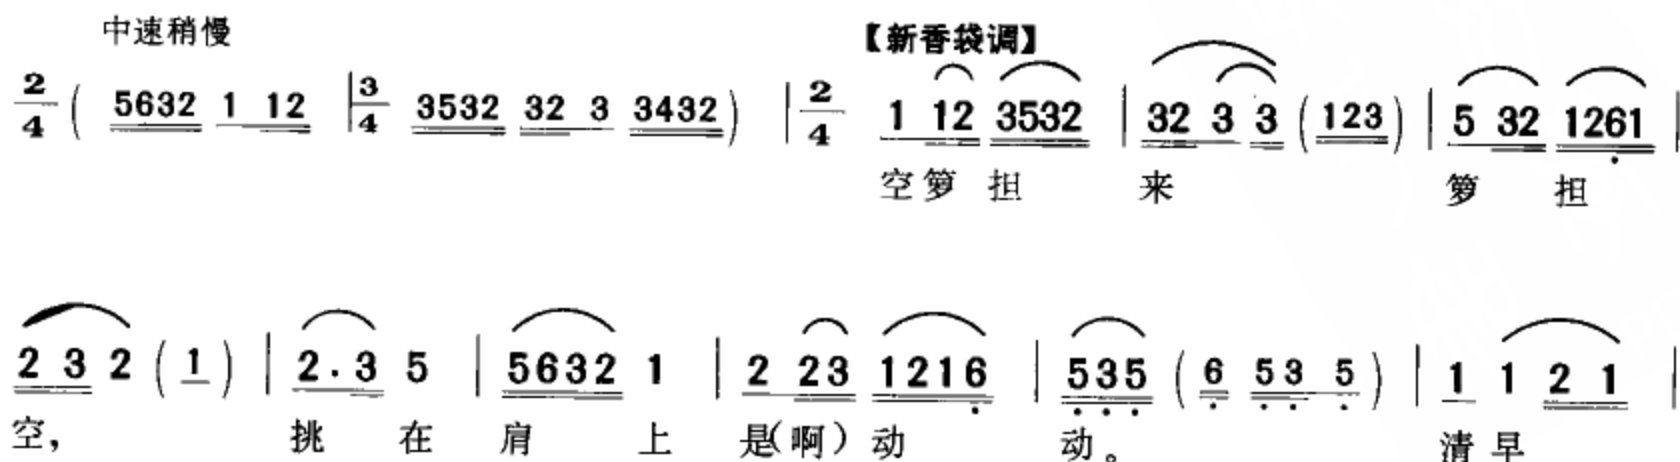 中速稍慢 【新香袋调】
2/4 ( 5632 1 12 | 3/4 3532 32 3 3432 ) | 2/4 1 12 3532 | 32 3 3 ( 123 ) | 5 32 1261 |
空箩担 来 箩 担
2 3 2 ( 1 ) | 2. 3 5 | 5632 1 | 2 23 1216 | 535 ( 6 53 5 ) | 1 1 2 1 |
空, 挑 在 肩 上 是(啊)动 动。 清早